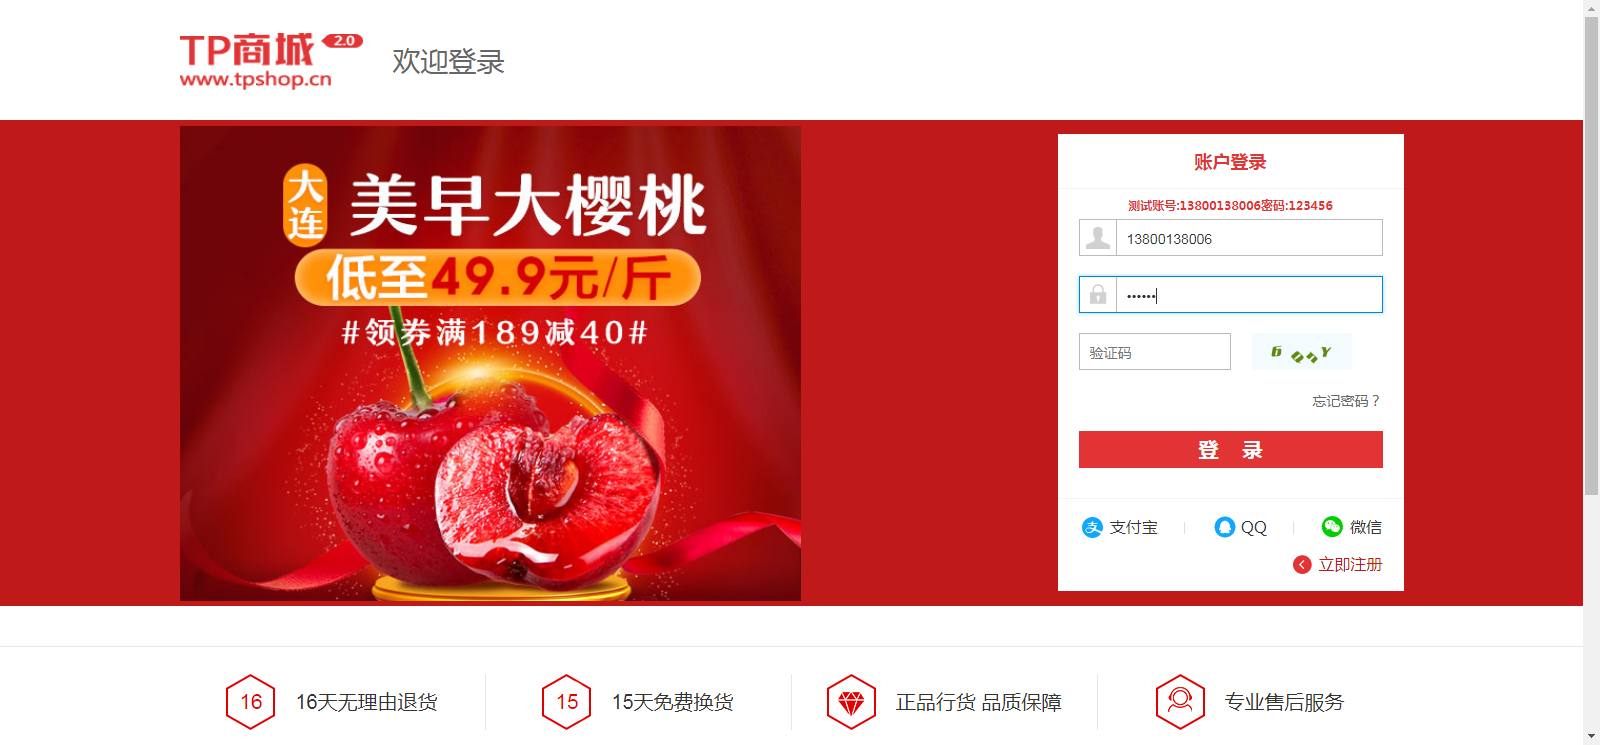 TP商城 2.0
www.tpshop.cn
欢迎登录
大连
美早大樱桃
低至49.9元/斤
#领券满189减40#
账户登录
测试账号:13800138006密码:123456
13800138006
••••••
验证码
忘记密码？
登 录
支付宝
QQ
微信
立即注册
16 16天无理由退货
15 15天免费换货
正品行货 品质保障
专业售后服务